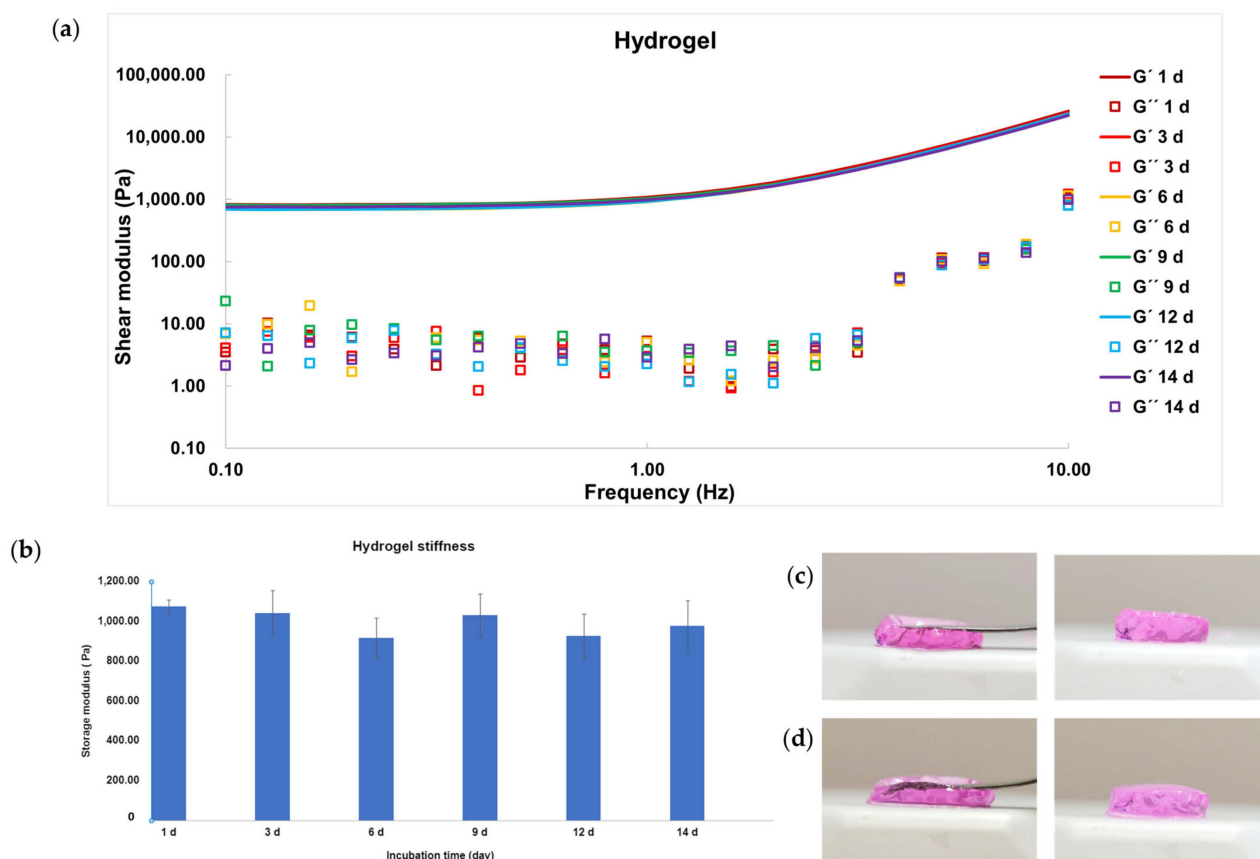 (a)
Hydrogel
100,000.00
10,000.00
1,000.00
100.00
10.00
1.00
0.10
Shear modulus (Pa)
0.10
1.00
10.00
Frequency (Hz)
G´ 1 d
G´´ 1 d
G´ 3 d
G´´ 3 d
G´ 6 d
G´´ 6 d
G´ 9 d
G´´ 9 d
G´ 12 d
G´´ 12 d
G´ 14 d
G´´ 14 d
(b)
Hydrogel stiffness
1,200.00
1,000.00
800.00
600.00
400.00
200.00
0
Storage modulus ( Pa)
1 d
3 d
6 d
9 d
12 d
14 d
Incubation time (day)
(c)
(d)